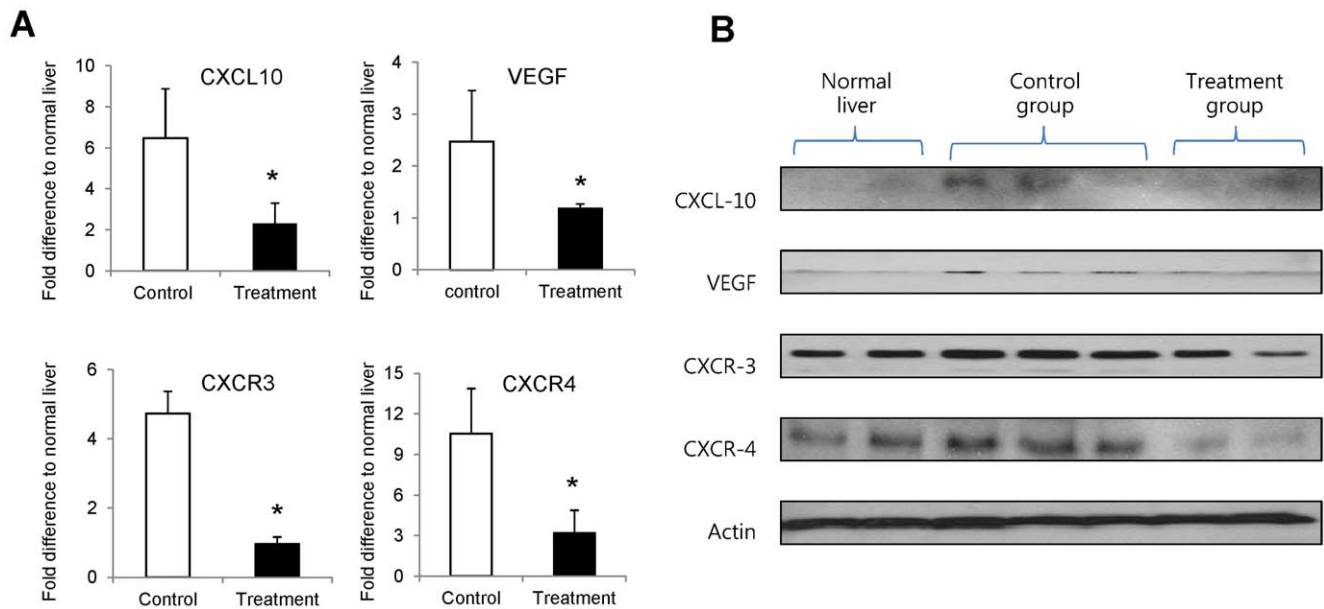 A
Fold difference to normal liver
10
8
6
4
2
0
CXCL10
*
Control Treatment
Fold difference to normal liver
4
3
2
1
0
VEGF
*
control Treatment
Fold difference to normal liver
6
4
2
0
CXCR3
*
Control Treatment
Fold difference to normal liver
15
12
9
6
3
0
CXCR4
*
Control Treatment
B
Normal
liver
Control
group
Treatment
group
CXCL-10
VEGF
CXCR-3
CXCR-4
Actin